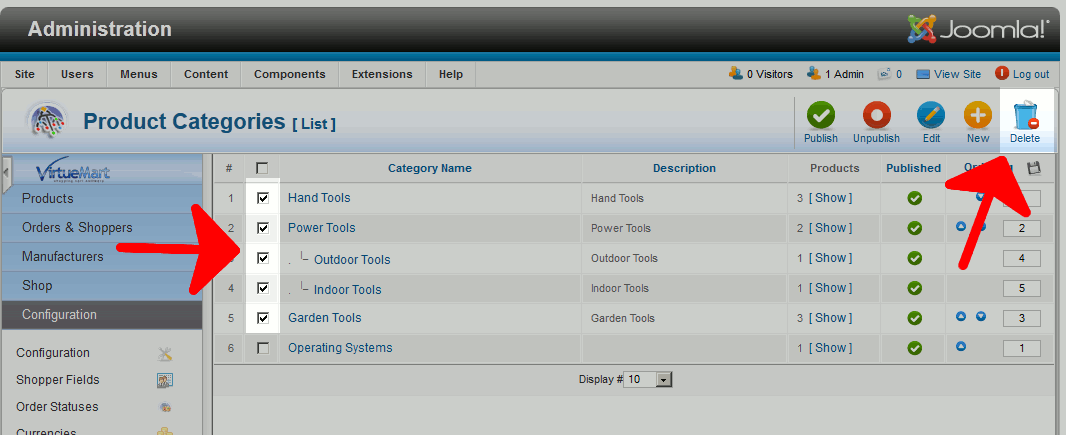 Administration
Joomla!
Site Users Menus Content Components Extensions Help 0 Visitors 1 Admin 0 View Site Log out
Product Categories [ List ]
Publish Unpublish Edit New Delete
VirtueMart
# Category Name Description Products Published
Products
Orders & Shoppers
Manufacturers
Shop
Configuration
Configuration
Shopper Fields
Order Statuses
Currencies
1 Hand Tools Hand Tools 3 [ Show ]
2 Power Tools Power Tools 2 [ Show ] 2
. Outdoor Tools Outdoor Tools 1 [ Show ] 4
4 . Indoor Tools Indoor Tools 1 [ Show ] 5
5 Garden Tools Garden Tools 3 [ Show ] 3
6 Operating Systems 1 [ Show ] 1
Display # 10